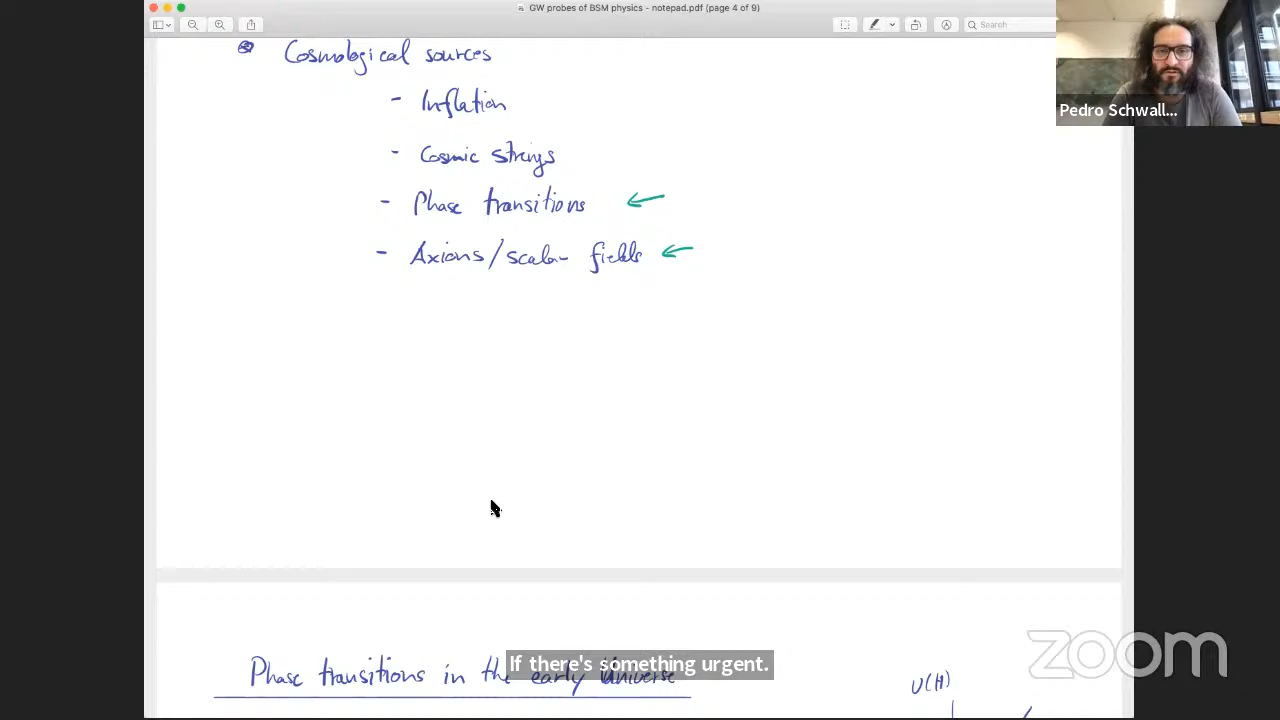 GW probes of BSM physics - notepad.pdf (page 4 of 9)
Search
Pedro Schwall...
Cosmological sources
- Inflation
- Cosmic strings
- Phase transitions ←
- Axions/scalar fields ←
Phase transitions in the early Universe
If there's something urgent.
V(H)
zoom